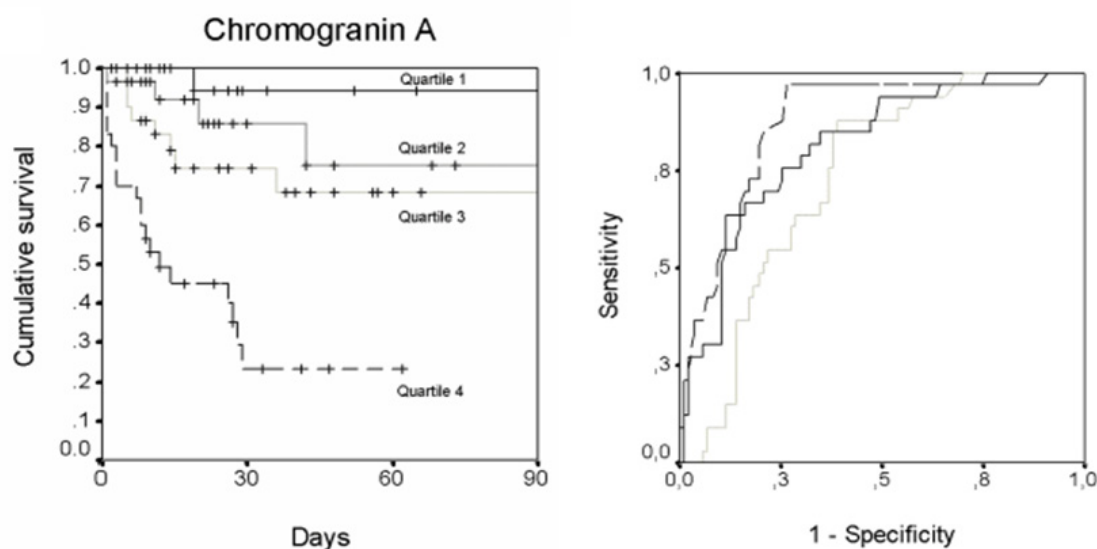 Chromogranin A
Cumulative survival
1.0
.9
.8
.7
.6
.5
.4
.3
.2
.1
0.0
Quartile 1
Quartile 2
Quartile 3
Quartile 4
0
30
60
90
Days
Sensitivity
1,0
,8
,5
,3
0,0
0,0
,3
,5
,8
1,0
1 - Specificity